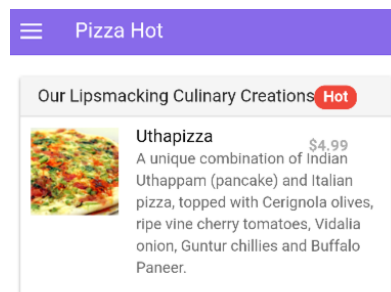 Pizza Hot
Our Lipsmacking Culinary Creations Hot
Uthapizza
$4.99
A unique combination of Indian
Uthappam (pancake) and Italian
pizza, topped with Cerignola olives,
ripe vine cherry tomatoes, Vidalia
onion, Guntur chillies and Buffalo
Paneer.